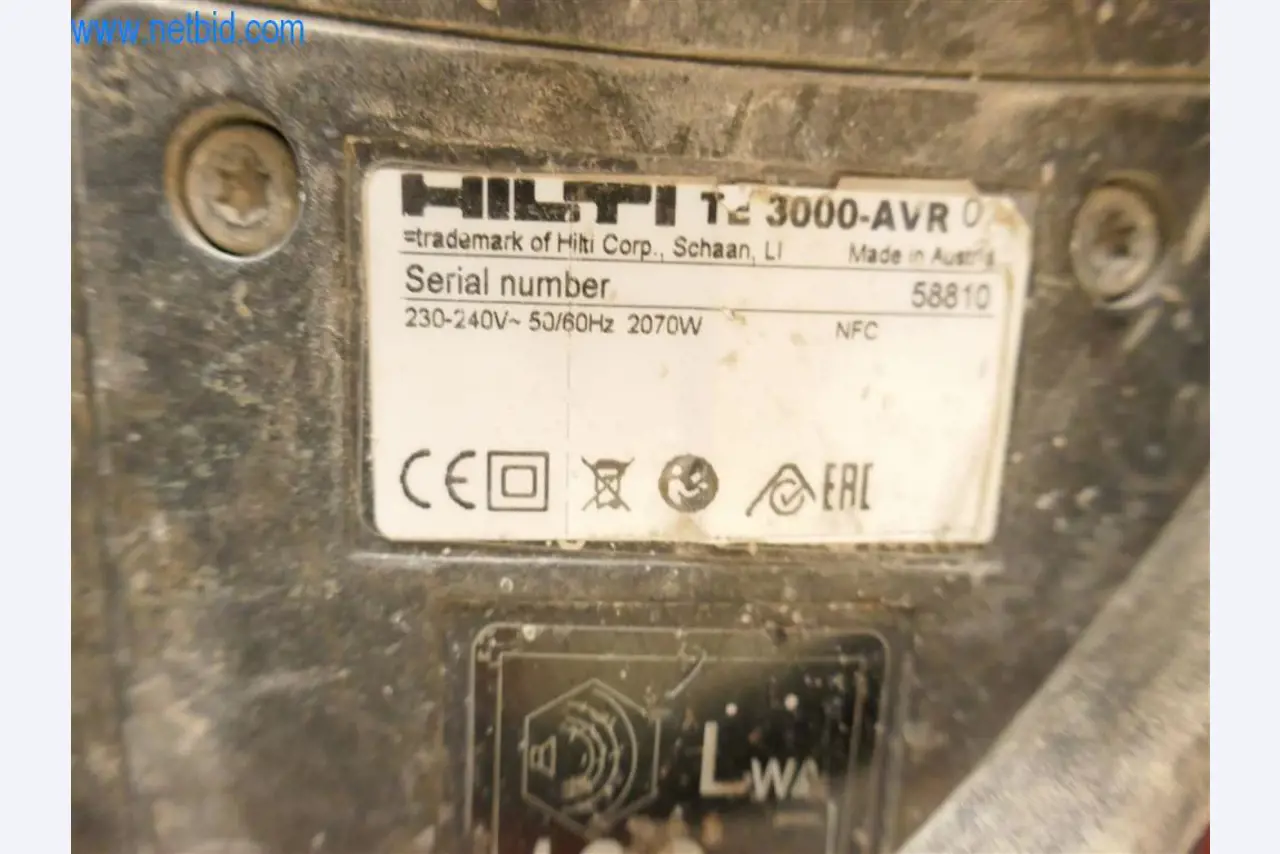 www.netbid.com
HILTI TE 3000-AVR
=trademark of Hilti Corp., Schaan, LI Made in Austria
Serial number 58810
230-240V~ 50/60Hz 2070W NFC
CE EAC
LWA